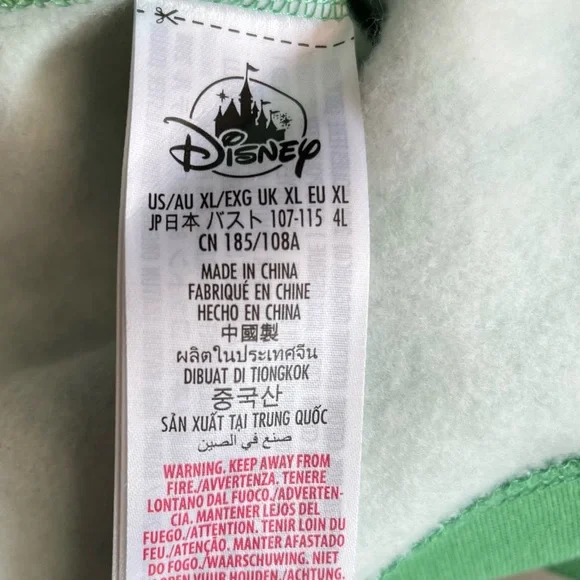 Disney
US/AU XL/EXG UK XL EU XL
JP日本 バスト 107-115 4L
CN 185/108A
MADE IN CHINA
FABRIQUÉ EN CHINE
HECHO EN CHINA
中國製
ผลิตในประเทศจีน
DIBUAT DI TIONGKOK
중국산
SẢN XUẤT TẠI TRUNG QUỐC
صنع في الصين
WARNING. KEEP AWAY FROM
FIRE./AVVERTENZA. TENERE
LONTANO DAL FUOCO./ADVERTEN-
CIA. MANTENER LEJOS DEL
FUEGO./ATTENTION. TENIR LOIN DU
FEU./ATENÇÃO. MANTER AFASTADO
DO FOGO./WAARSCHUWING. NIET
VUUR HOUDEN./ACHTUNG.